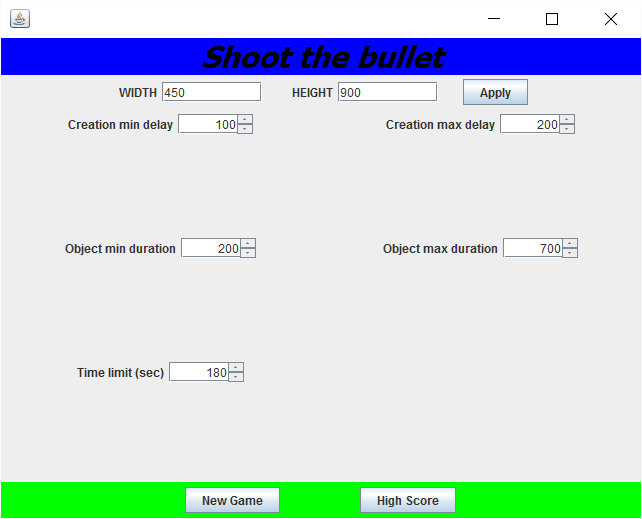 Shoot the bullet
WIDTH 450 HEIGHT 900 Apply
Creation min delay 100 Creation max delay 200
Object min duration 200 Object max duration 700
Time limit (sec) 180
New Game High Score